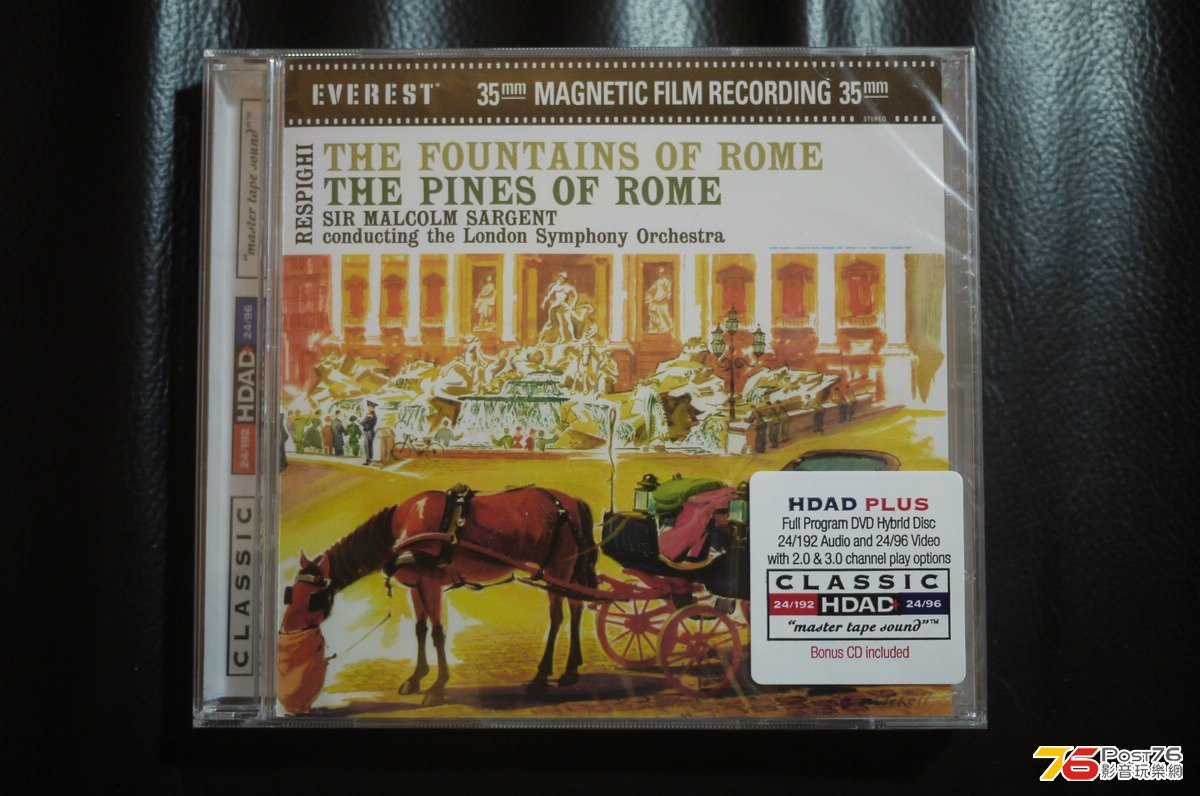 EVEREST
35mm MAGNETIC FILM RECORDING 35mm
STEREO
RESPIGHI
THE FOUNTAINS OF ROME
THE PINES OF ROME
SIR MALCOLM SARGENT
conducting the London Symphony Orchestra
"master tape sound"™
24/192 HDAD+ 24/96
CLASSIC
HDAD PLUS
Full Program DVD Hybrid Disc
24/192 Audio and 24/96 Video
with 2.0 & 3.0 channel play options
CLASSIC
24/192 HDAD+ 24/96
"master tape sound"™
Bonus CD included
76 Post76
影音玩樂網